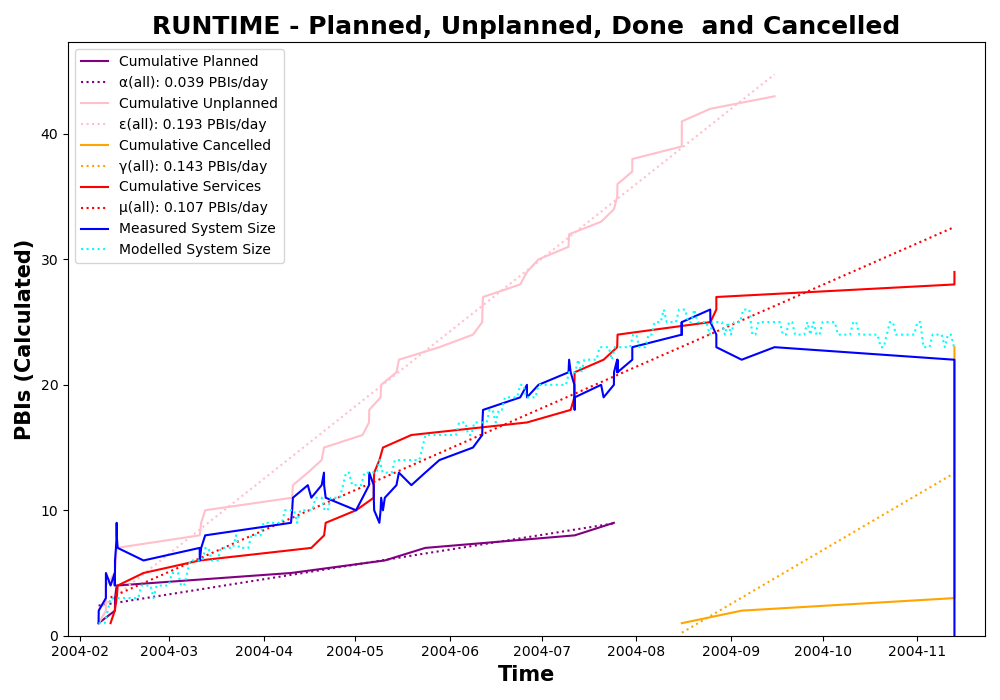 RUNTIME - Planned, Unplanned, Done  and Cancelled
Cumulative Planned
α(all): 0.039 PBIs/day
Cumulative Unplanned
ε(all): 0.193 PBIs/day
Cumulative Cancelled
γ(all): 0.143 PBIs/day
Cumulative Services
μ(all): 0.107 PBIs/day
Measured System Size
Modelled System Size
PBIs (Calculated)
40
30
20
10
0
2004-02 2004-03 2004-04 2004-05 2004-06 2004-07 2004-08 2004-09 2004-10 2004-11
Time